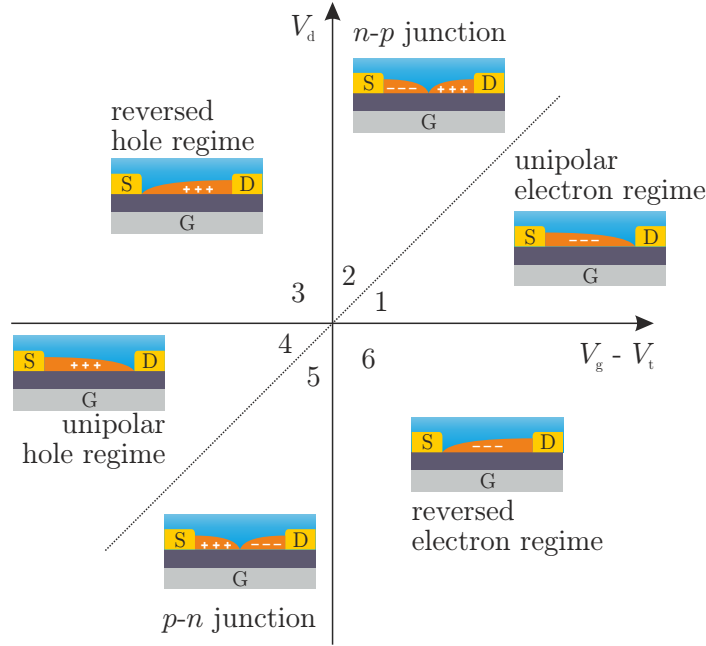 V_d
n-p junction
S --- +++ D
G
reversed
hole regime
S +++ D
G
unipolar
electron regime
S --- D
G
3
2
1
4
5
6
V_g - V_t
S +++ D
G
unipolar
hole regime
S --- D
G
reversed
electron regime
S +++ --- D
G
p-n junction